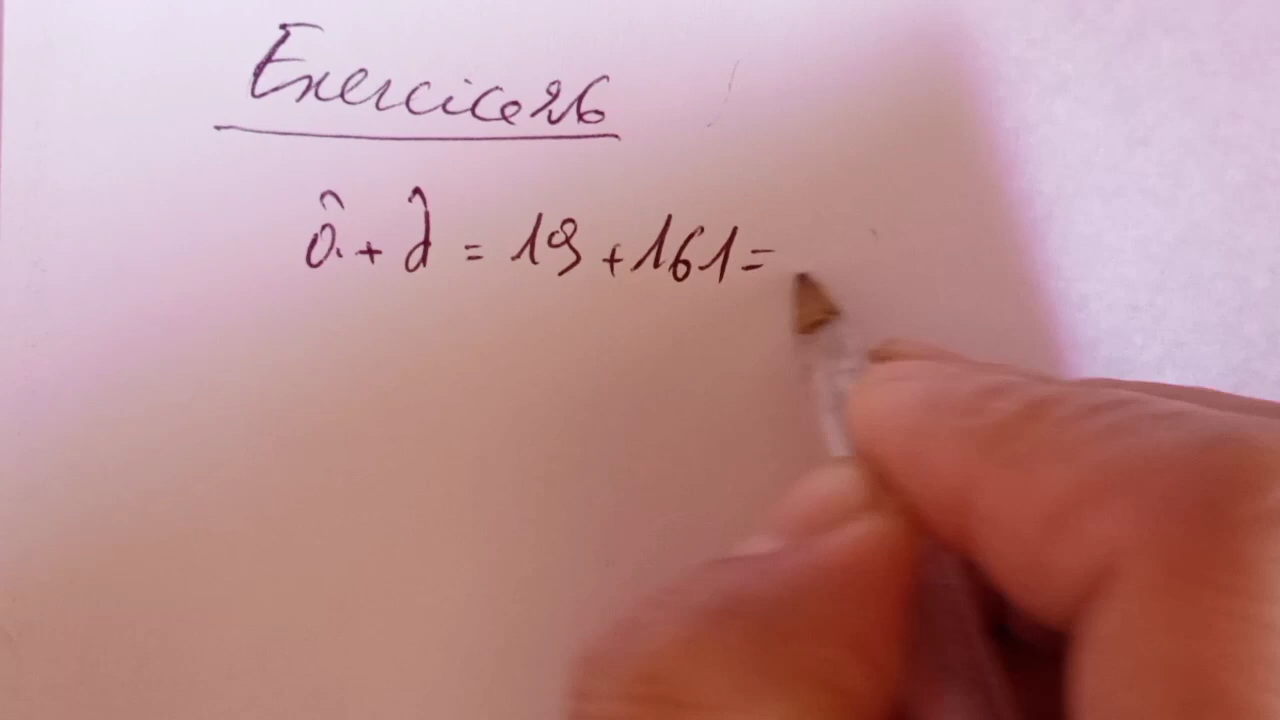 Exercice 26
â + d̂ = 19 + 161 =